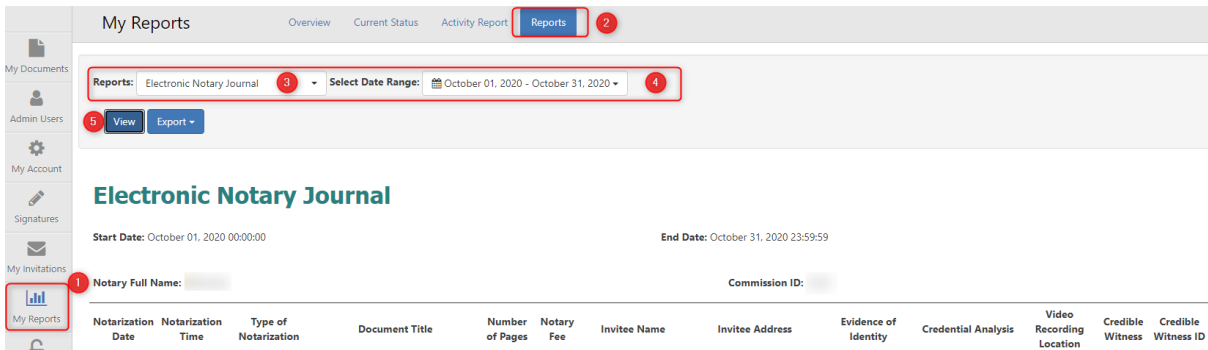 My Reports Overview Current Status Activity Report Reports 2
My Documents
Admin Users
My Account
Signatures
My Invitations
1
My Reports
Reports: Electronic Notary Journal 3 Select Date Range: October 01, 2020 - October 31, 2020 4
5 View Export
Electronic Notary Journal
Start Date: October 01, 2020 00:00:00 End Date: October 31, 2020 23:59:59
Notary Full Name: Commission ID:
Notarization Date Notarization Time Type of Notarization Document Title Number of Pages Notary Fee Invitee Name Invitee Address Evidence of Identity Credential Analysis Video Recording Location Credible Witness Credible Witness ID